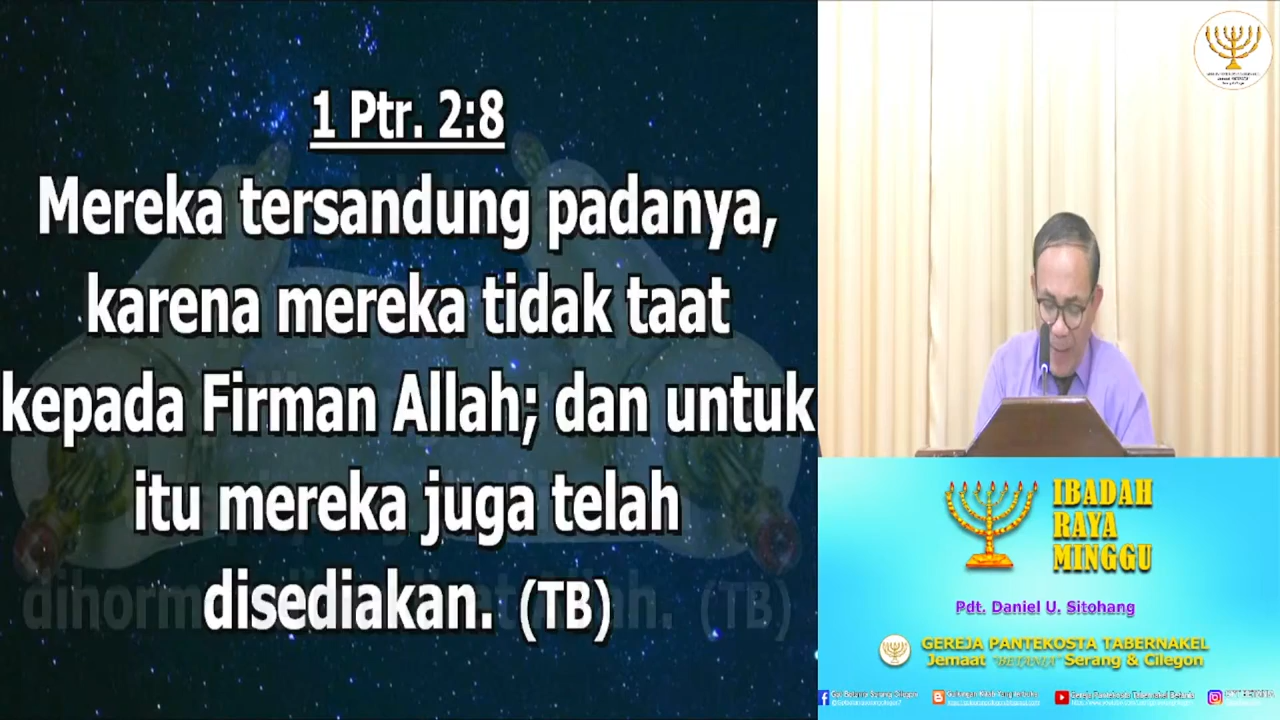 1 Ptr. 2:8
Mereka tersandung padanya,
karena mereka tidak taat
kepada Firman Allah; dan untuk
itu mereka juga telah
disediakan. (TB)
(TB)
IBADAH
RAYA
MINGGU
Pdt. Daniel U. Sitohang
GEREJA PANTEKOSTA TABERNAKEL
Jemaat "BETANIA" Serang & Cilegon